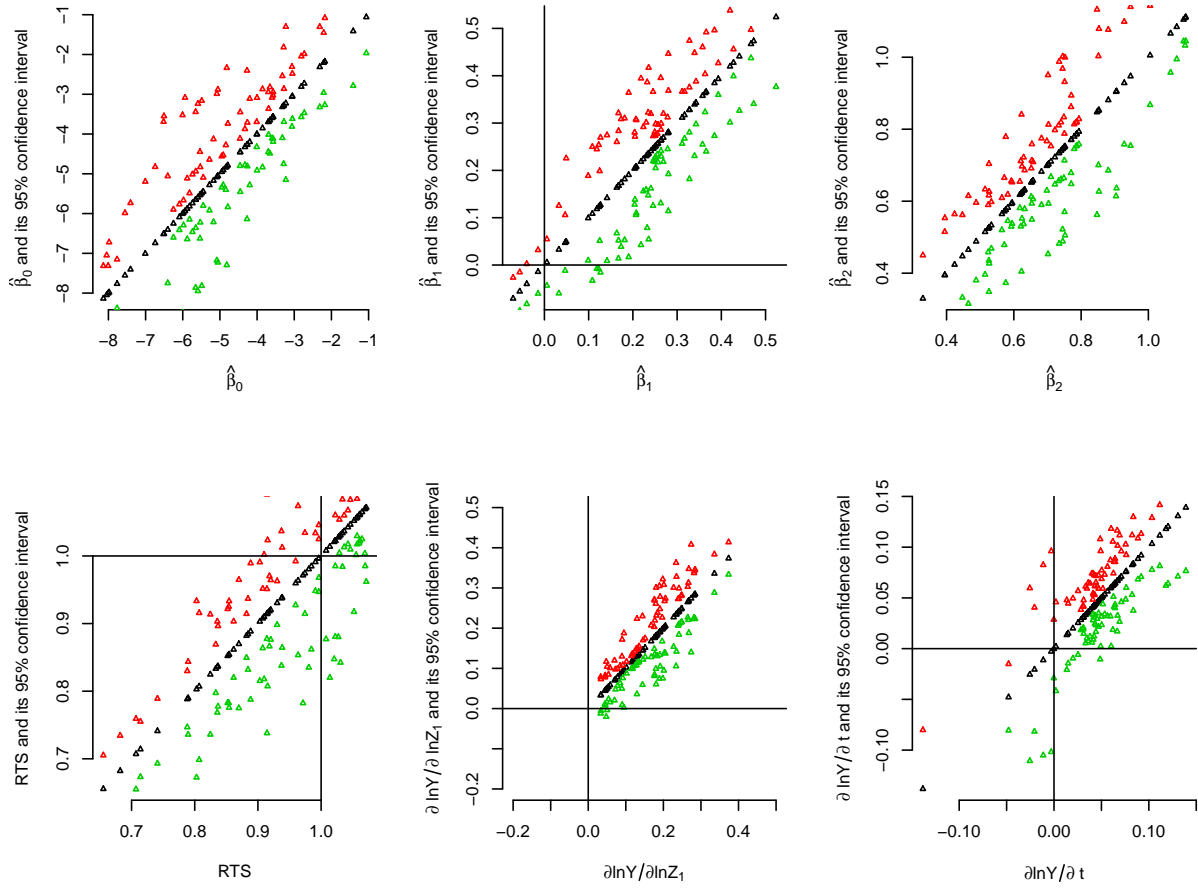 β̂₀ and its 95% confidence interval
−1
−2
−3
−4
−5
−6
−7
−8
−8 −7 −6 −5 −4 −3 −2 −1
β̂₀
β̂₁ and its 95% confidence interval
0.5
0.4
0.3
0.2
0.1
0.0
0.0 0.1 0.2 0.3 0.4 0.5
β̂₁
β̂₂ and its 95% confidence interval
1.0
0.8
0.6
0.4
0.4 0.6 0.8 1.0
β̂₂
RTS and its 95% confidence interval
1.0
0.9
0.8
0.7
0.7 0.8 0.9 1.0
RTS
∂ lnY/∂ lnZ₁ and its 95% confidence interval
0.5
0.4
0.3
0.2
0.1
0.0
−0.2
−0.2 0.0 0.2 0.4
∂lnY/∂lnZ₁
∂ lnY/∂ t and its 95% confidence interval
0.15
0.10
0.05
0.00
−0.10
−0.10 0.00 0.05 0.10
∂lnY/∂ t